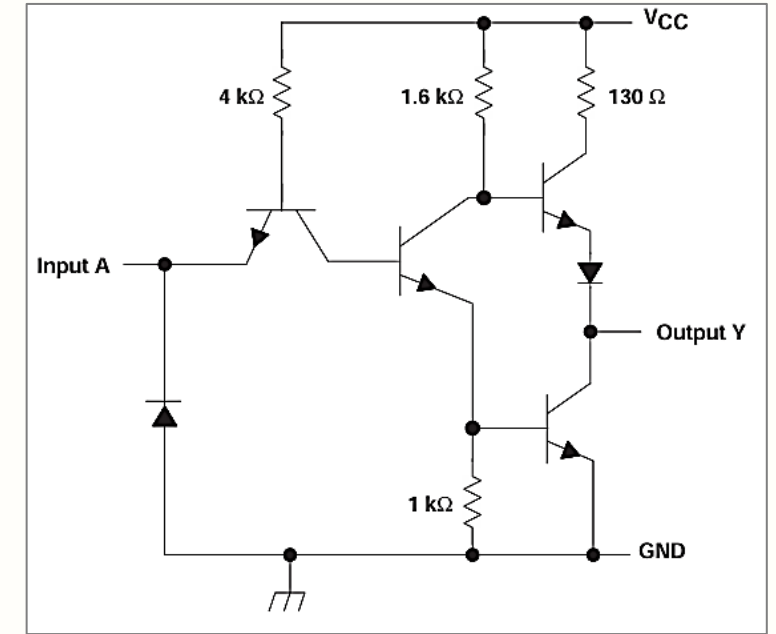 VCC
4 kΩ
1.6 kΩ
130 Ω
Input A
Output Y
1 kΩ
GND